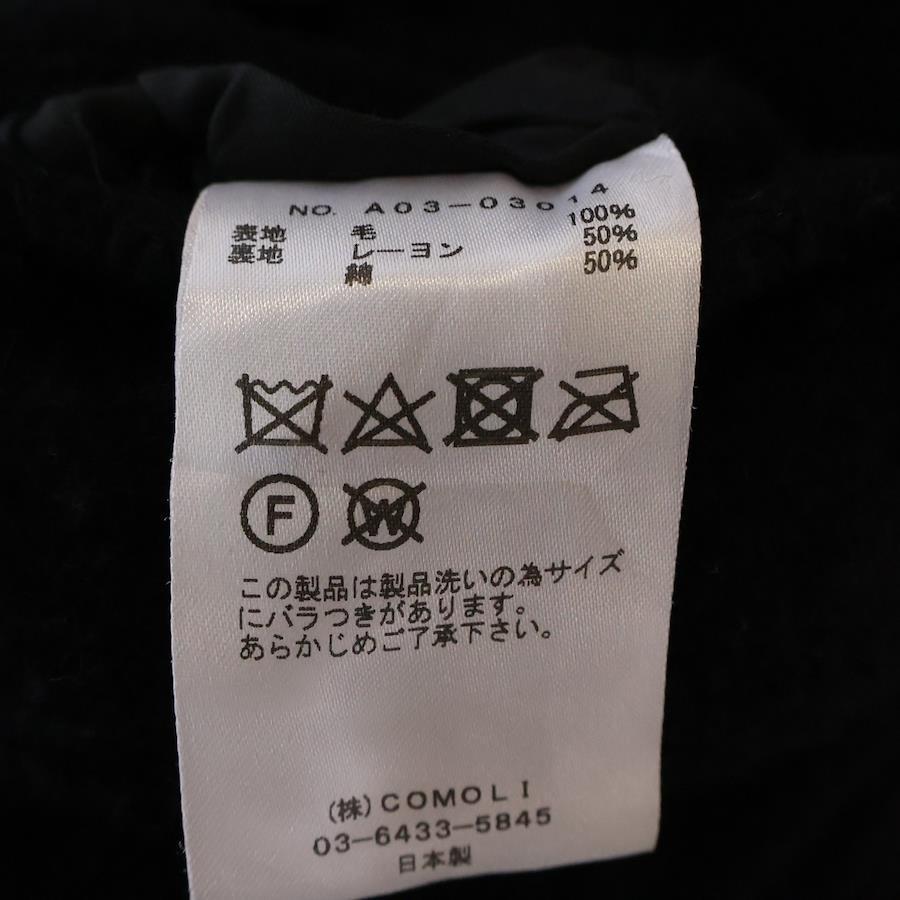 NO. A03-03014
表地 毛 100%
裏地 レーヨン 50%
綿 50%
F W
この製品は製品洗いの為サイズ
にバラつきがあります。
あらかじめご了承下さい。
(株)COMOLI
03-6433-5845
日本製